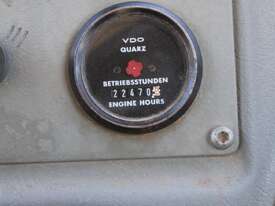 VDO
QUARZ
BETRIEBSSTUNDEN
22470
ENGINE HOURS